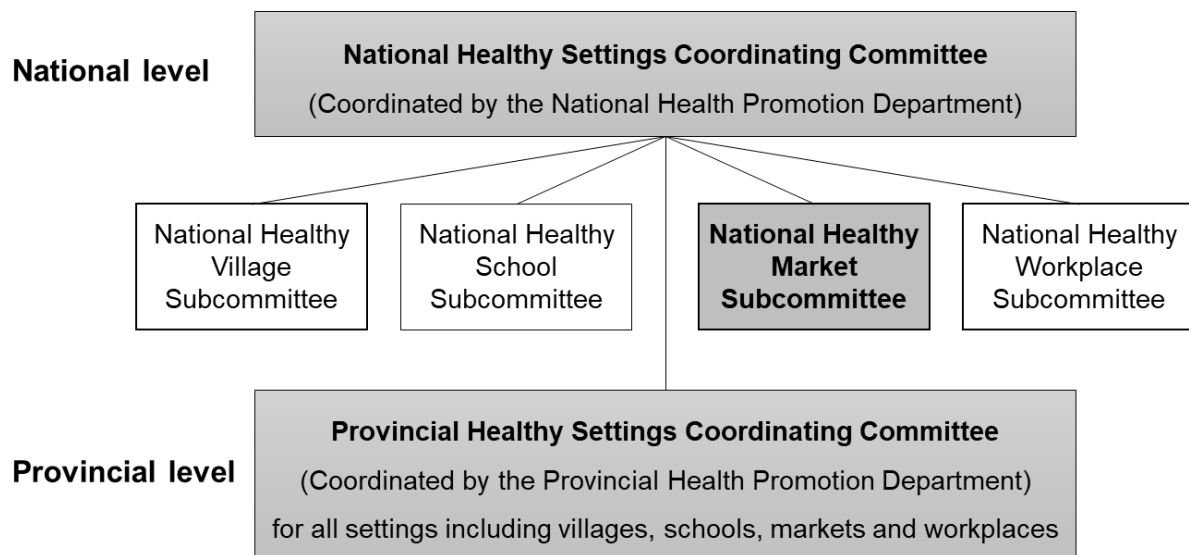 National level
National Healthy Settings Coordinating Committee
(Coordinated by the National Health Promotion Department)
National Healthy
Village
Subcommittee
National Healthy
School
Subcommittee
National Healthy
Market
Subcommittee
National Healthy
Workplace
Subcommittee
Provincial level
Provincial Healthy Settings Coordinating Committee
(Coordinated by the Provincial Health Promotion Department)
for all settings including villages, schools, markets and workplaces